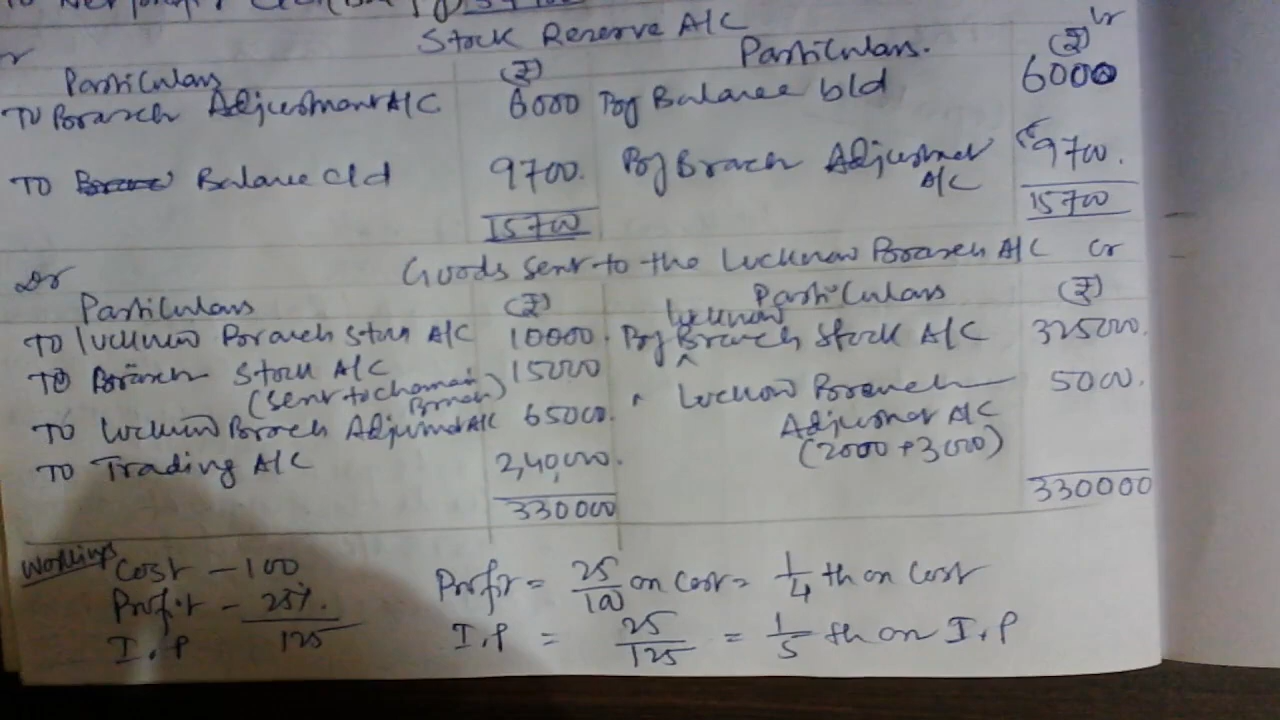 To Net profit
Stock Reserve A/C
Cr
Particulars (₹) Particulars. (₹)
To Branch Adjustment A/C 6000 By Balance b/d 6000
To Balance c/d 9700. By Branch Adjustment A/C 9700.
15700 15700
Dr Goods sent to the Lucknow Branch A/C Cr
Particulars (₹) Particulars (₹)
To Lucknow Branch Stock A/C 10000. By Lucknow Branch Stock A/C 325000.
To Branch Stock A/C 15000
(sent to Branch)
" Lucknow Branch Adjustment A/C 5000.
(2000 + 3000)
To Lucknow Branch Adjustment A/C 65000.
To Trading A/C 2,40,000.
330000 330000
Workings
Cost - 100 Profit = 25/100 on cost = 1/4 th on cost
Profit - 25%.
I.P 125 I.P = 25/125 = 1/5 th on I.P